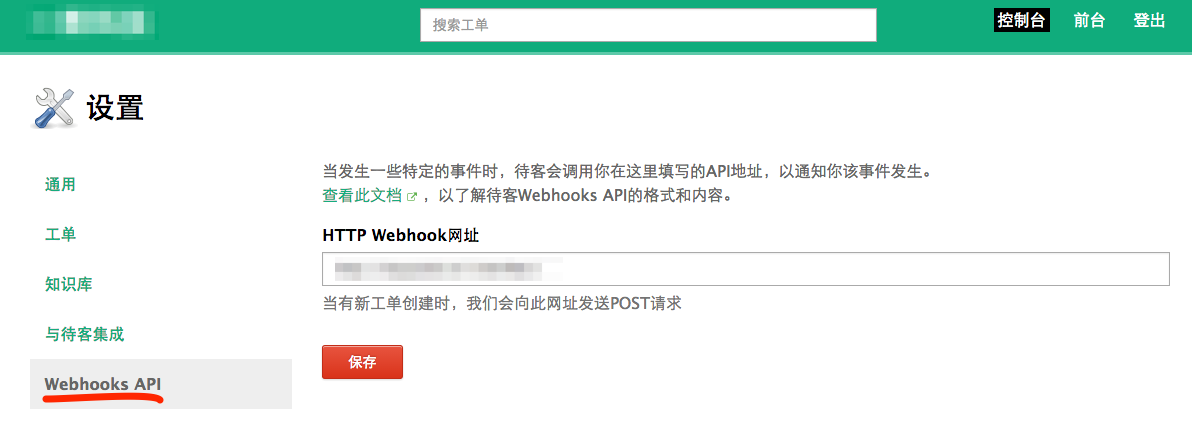 搜索工单
控制台
前台
登出
设置
通用
工单
知识库
与待客集成
Webhooks API
当发生一些特定的事件时，待客会调用你在这里填写的API地址，以通知你该事件发生。
查看此文档 ，以了解待客Webhooks API的格式和内容。
HTTP Webhook网址
当有新工单创建时，我们会向此网址发送POST请求
保存